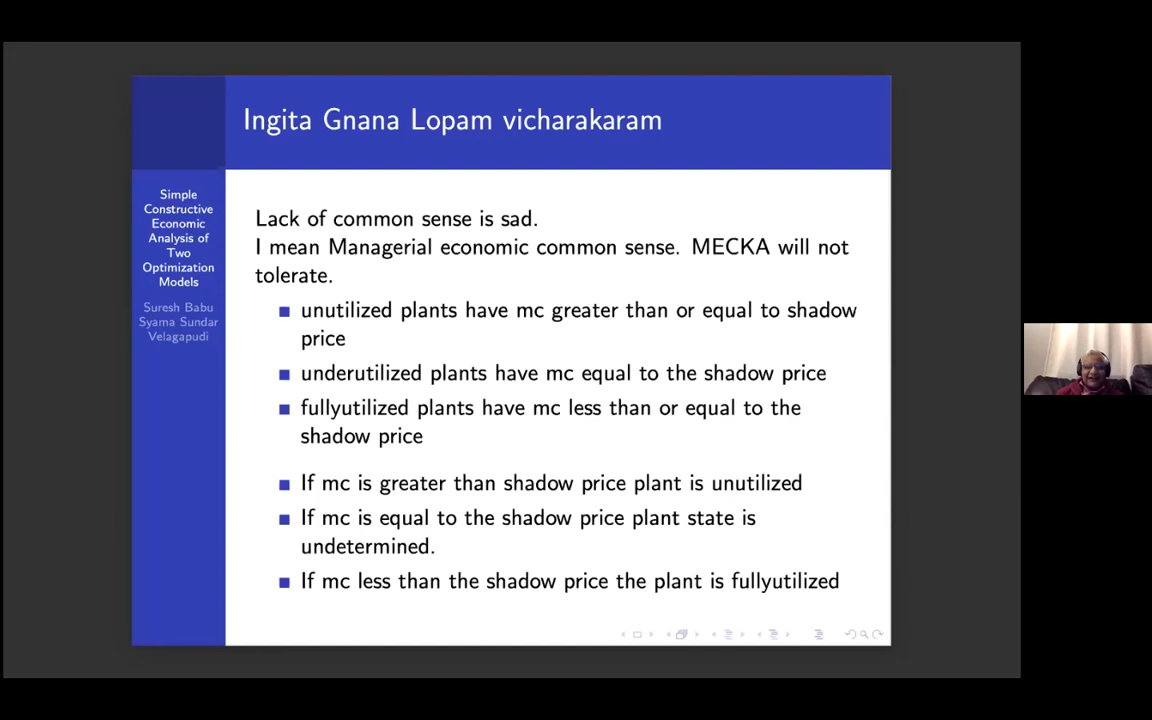 Ingita Gnana Lopam vicharakaram
Simple
Constructive
Economic
Analysis of
Two
Optimization
Models
Suresh Babu
Syama Sundar
Velagapudi
Lack of common sense is sad.
I mean Managerial economic common sense. MECKA will not
tolerate.
unutilized plants have mc greater than or equal to shadow
price
underutilized plants have mc equal to the shadow price
fullyutilized plants have mc less than or equal to the
shadow price
If mc is greater than shadow price plant is unutilized
If mc is equal to the shadow price plant state is
undetermined.
If mc less than the shadow price the plant is fullyutilized